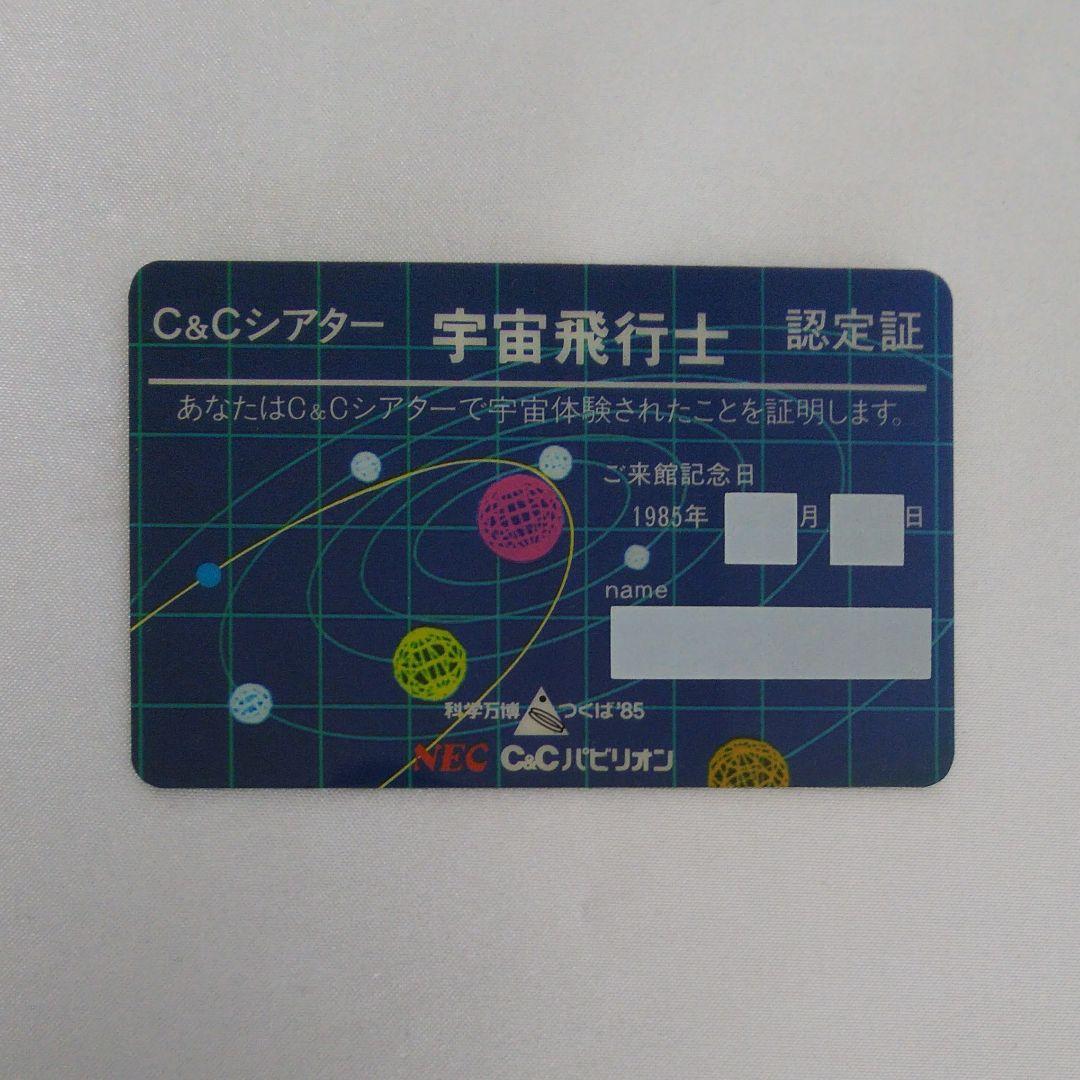 C&Cシアター 宇宙飛行士 認定証
あなたはC&Cシアターで宇宙体験されたことを証明します。
ご来館記念日
1985年 月 日
name
科学万博 つくば'85
NEC C&Cパビリオン